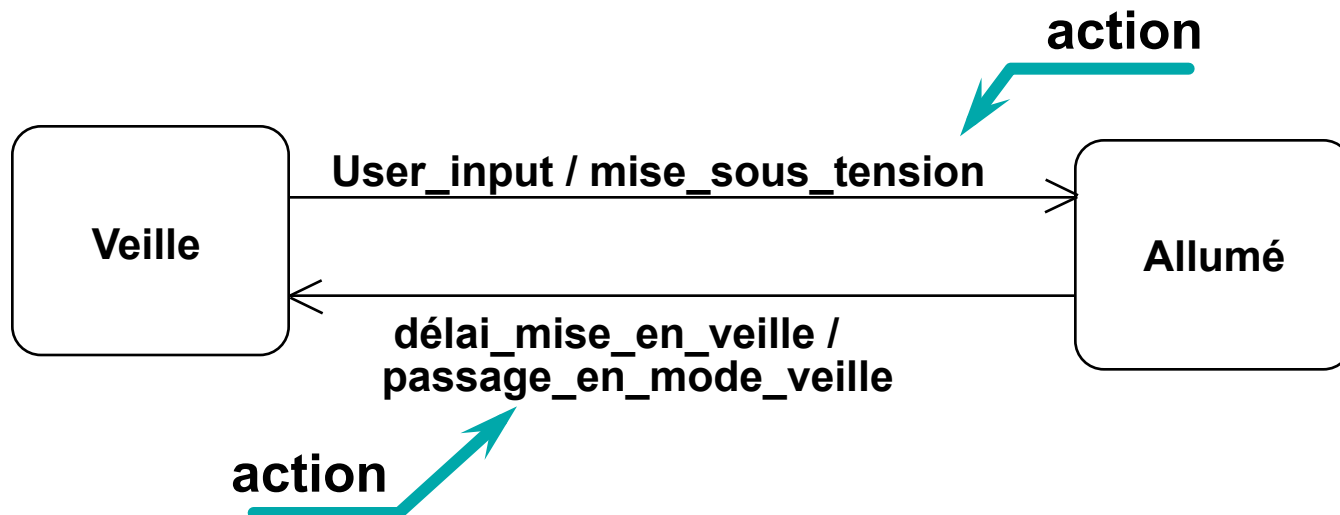 action
User_input / mise_sous_tension
Veille
Allumé
délai_mise_en_veille /
passage_en_mode_veille
action